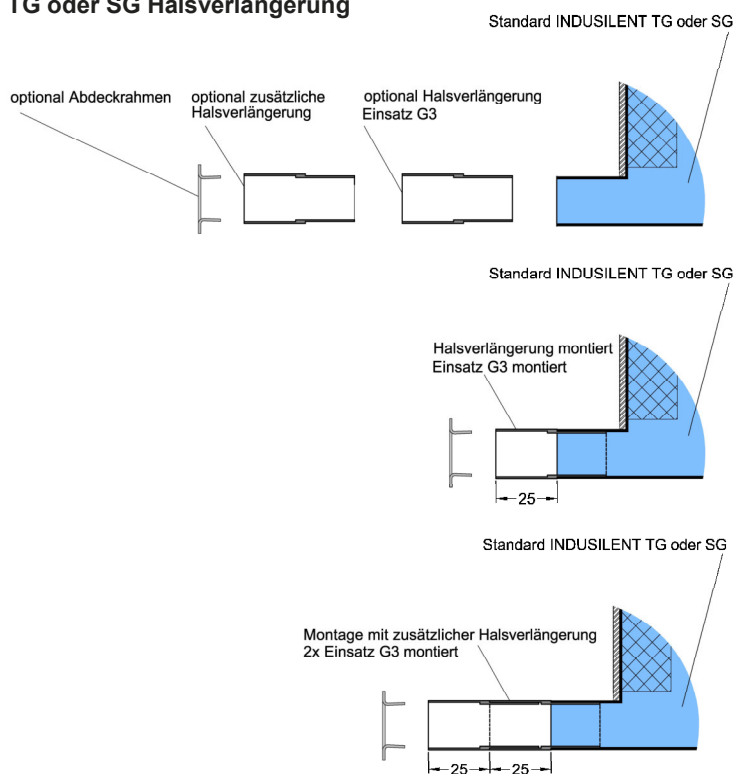 TG oder SG Halsverlängerung
Standard INDUSILENT TG oder SG
optional Abdeckrahmen
optional zusätzliche
Halsverlängerung
optional Halsverlängerung
Einsatz G3
Standard INDUSILENT TG oder SG
Halsverlängerung montiert
Einsatz G3 montiert
25
Standard INDUSILENT TG oder SG
Montage mit zusätzlicher Halsverlängerung
2x Einsatz G3 montiert
25
25